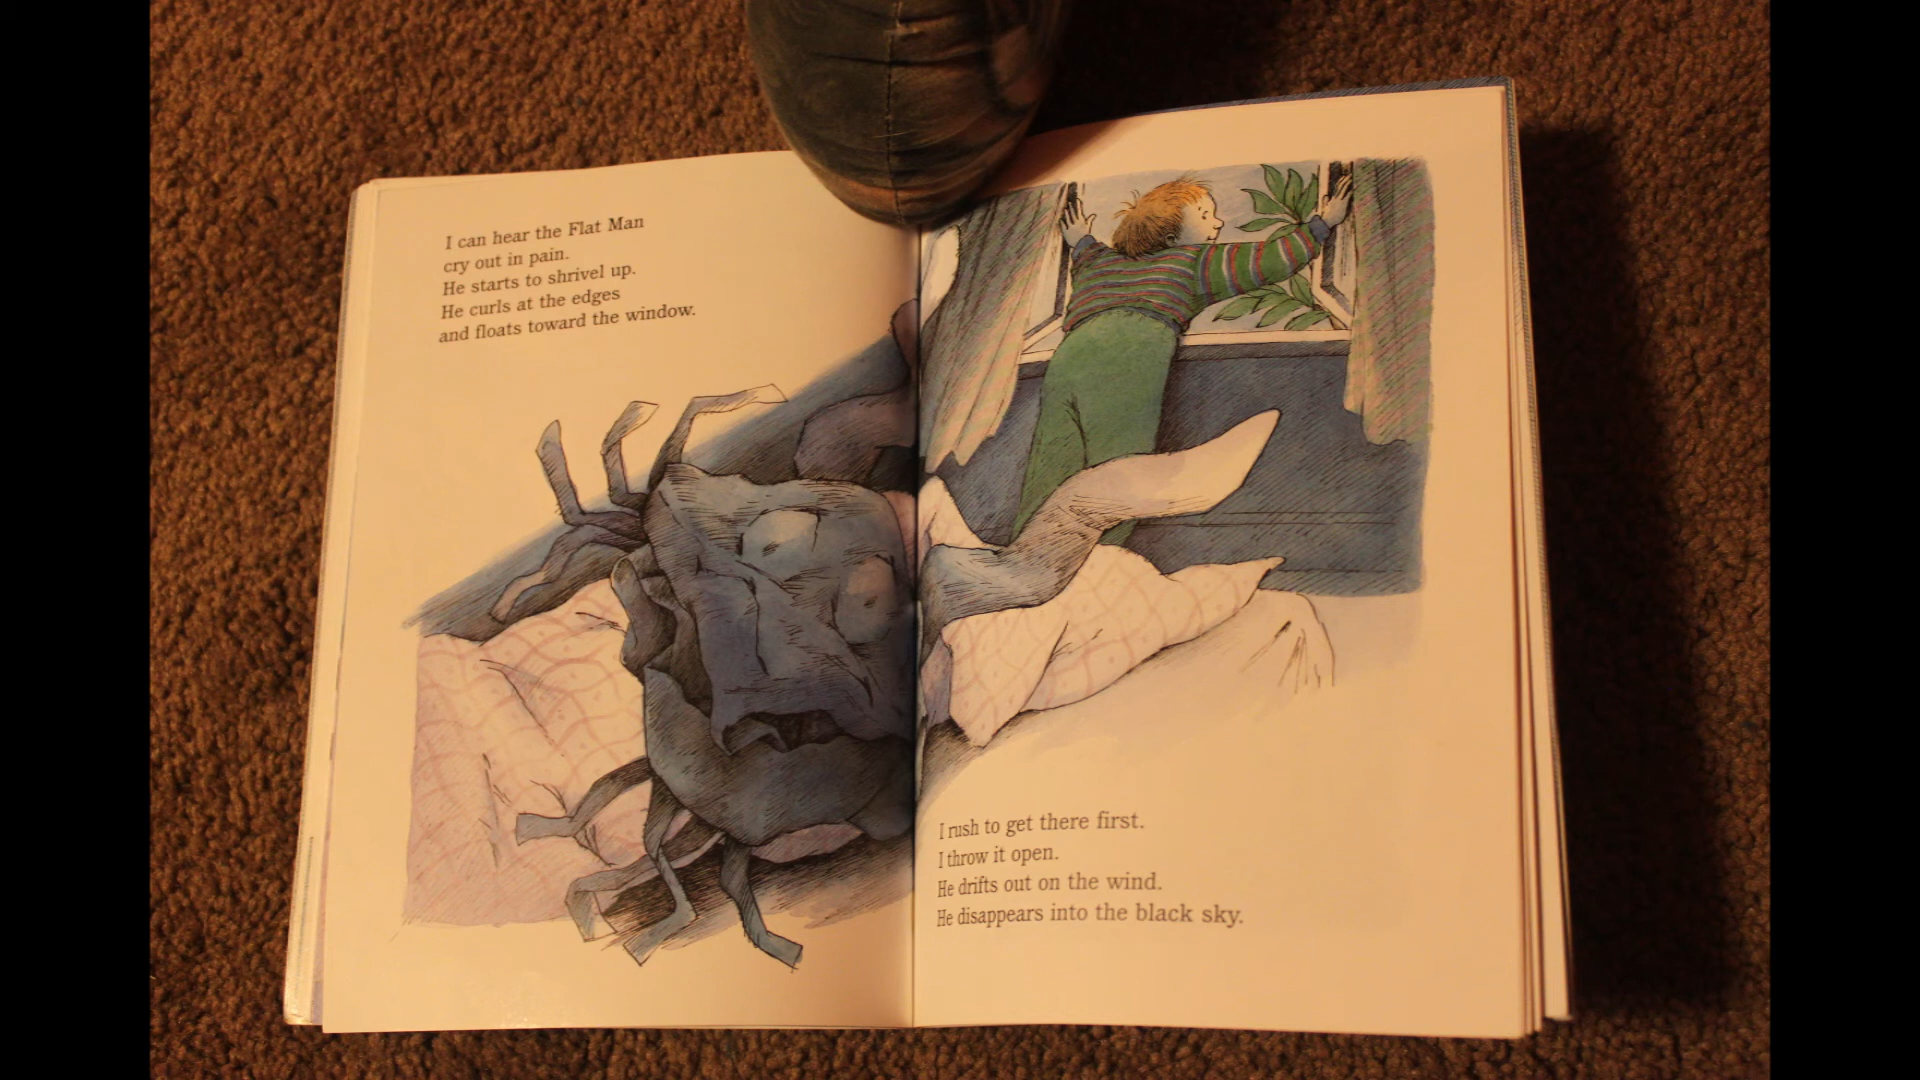 I can hear the Flat Man
cry out in pain.
He starts to shrivel up.
He curls at the edges
and floats toward the window.
I rush to get there first.
I throw it open.
He drifts out on the wind.
He disappears into the black sky.